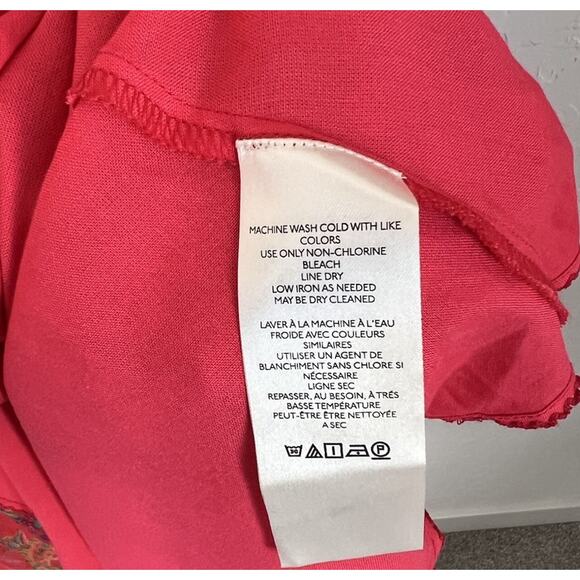 MACHINE WASH COLD WITH LIKE
COLORS
USE ONLY NON-CHLORINE
BLEACH
LINE DRY
LOW IRON AS NEEDED
MAY BE DRY CLEANED
LAVER À LA MACHINE À L'EAU
FROIDE AVEC COULEURS
SIMILAIRES
UTILISER UN AGENT DE
BLANCHIMENT SANS CHLORE SI
NÉCESSAIRE
LIGNE SEC
REPASSER, AU BESOIN, À TRÉS
BASSE TEMPÉRATURE
PEUT-ÊTRE ÊTRE NETTOYÉE
A SEC
30 P